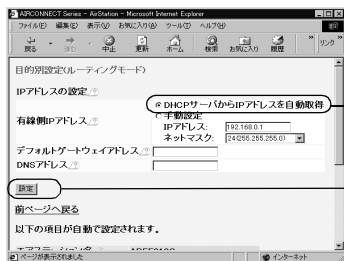 AIRCONNECT Series - AirStation - Microsoft Internet Explorer
ファイル(F) 編集(E) 表示(V) お気に入り(A) ツール(T) ヘルプ(H)
戻る 進む 中止 更新 ホーム 検索 お気に入り 履歴 リンク
目的別設定(ルーティングモード)
IPアドレスの設定
有線側IPアドレス
DHCPサーバからIPアドレスを自動取得
手動設定
IPアドレス: 192.168.0.1
ネットマスク: 24(255.255.255.0)
デフォルトゲートウェイアドレス
DNSアドレス
設定
前ページへ戻る
以下の項目が自動で設定されます。
ページが表示されました インターネット